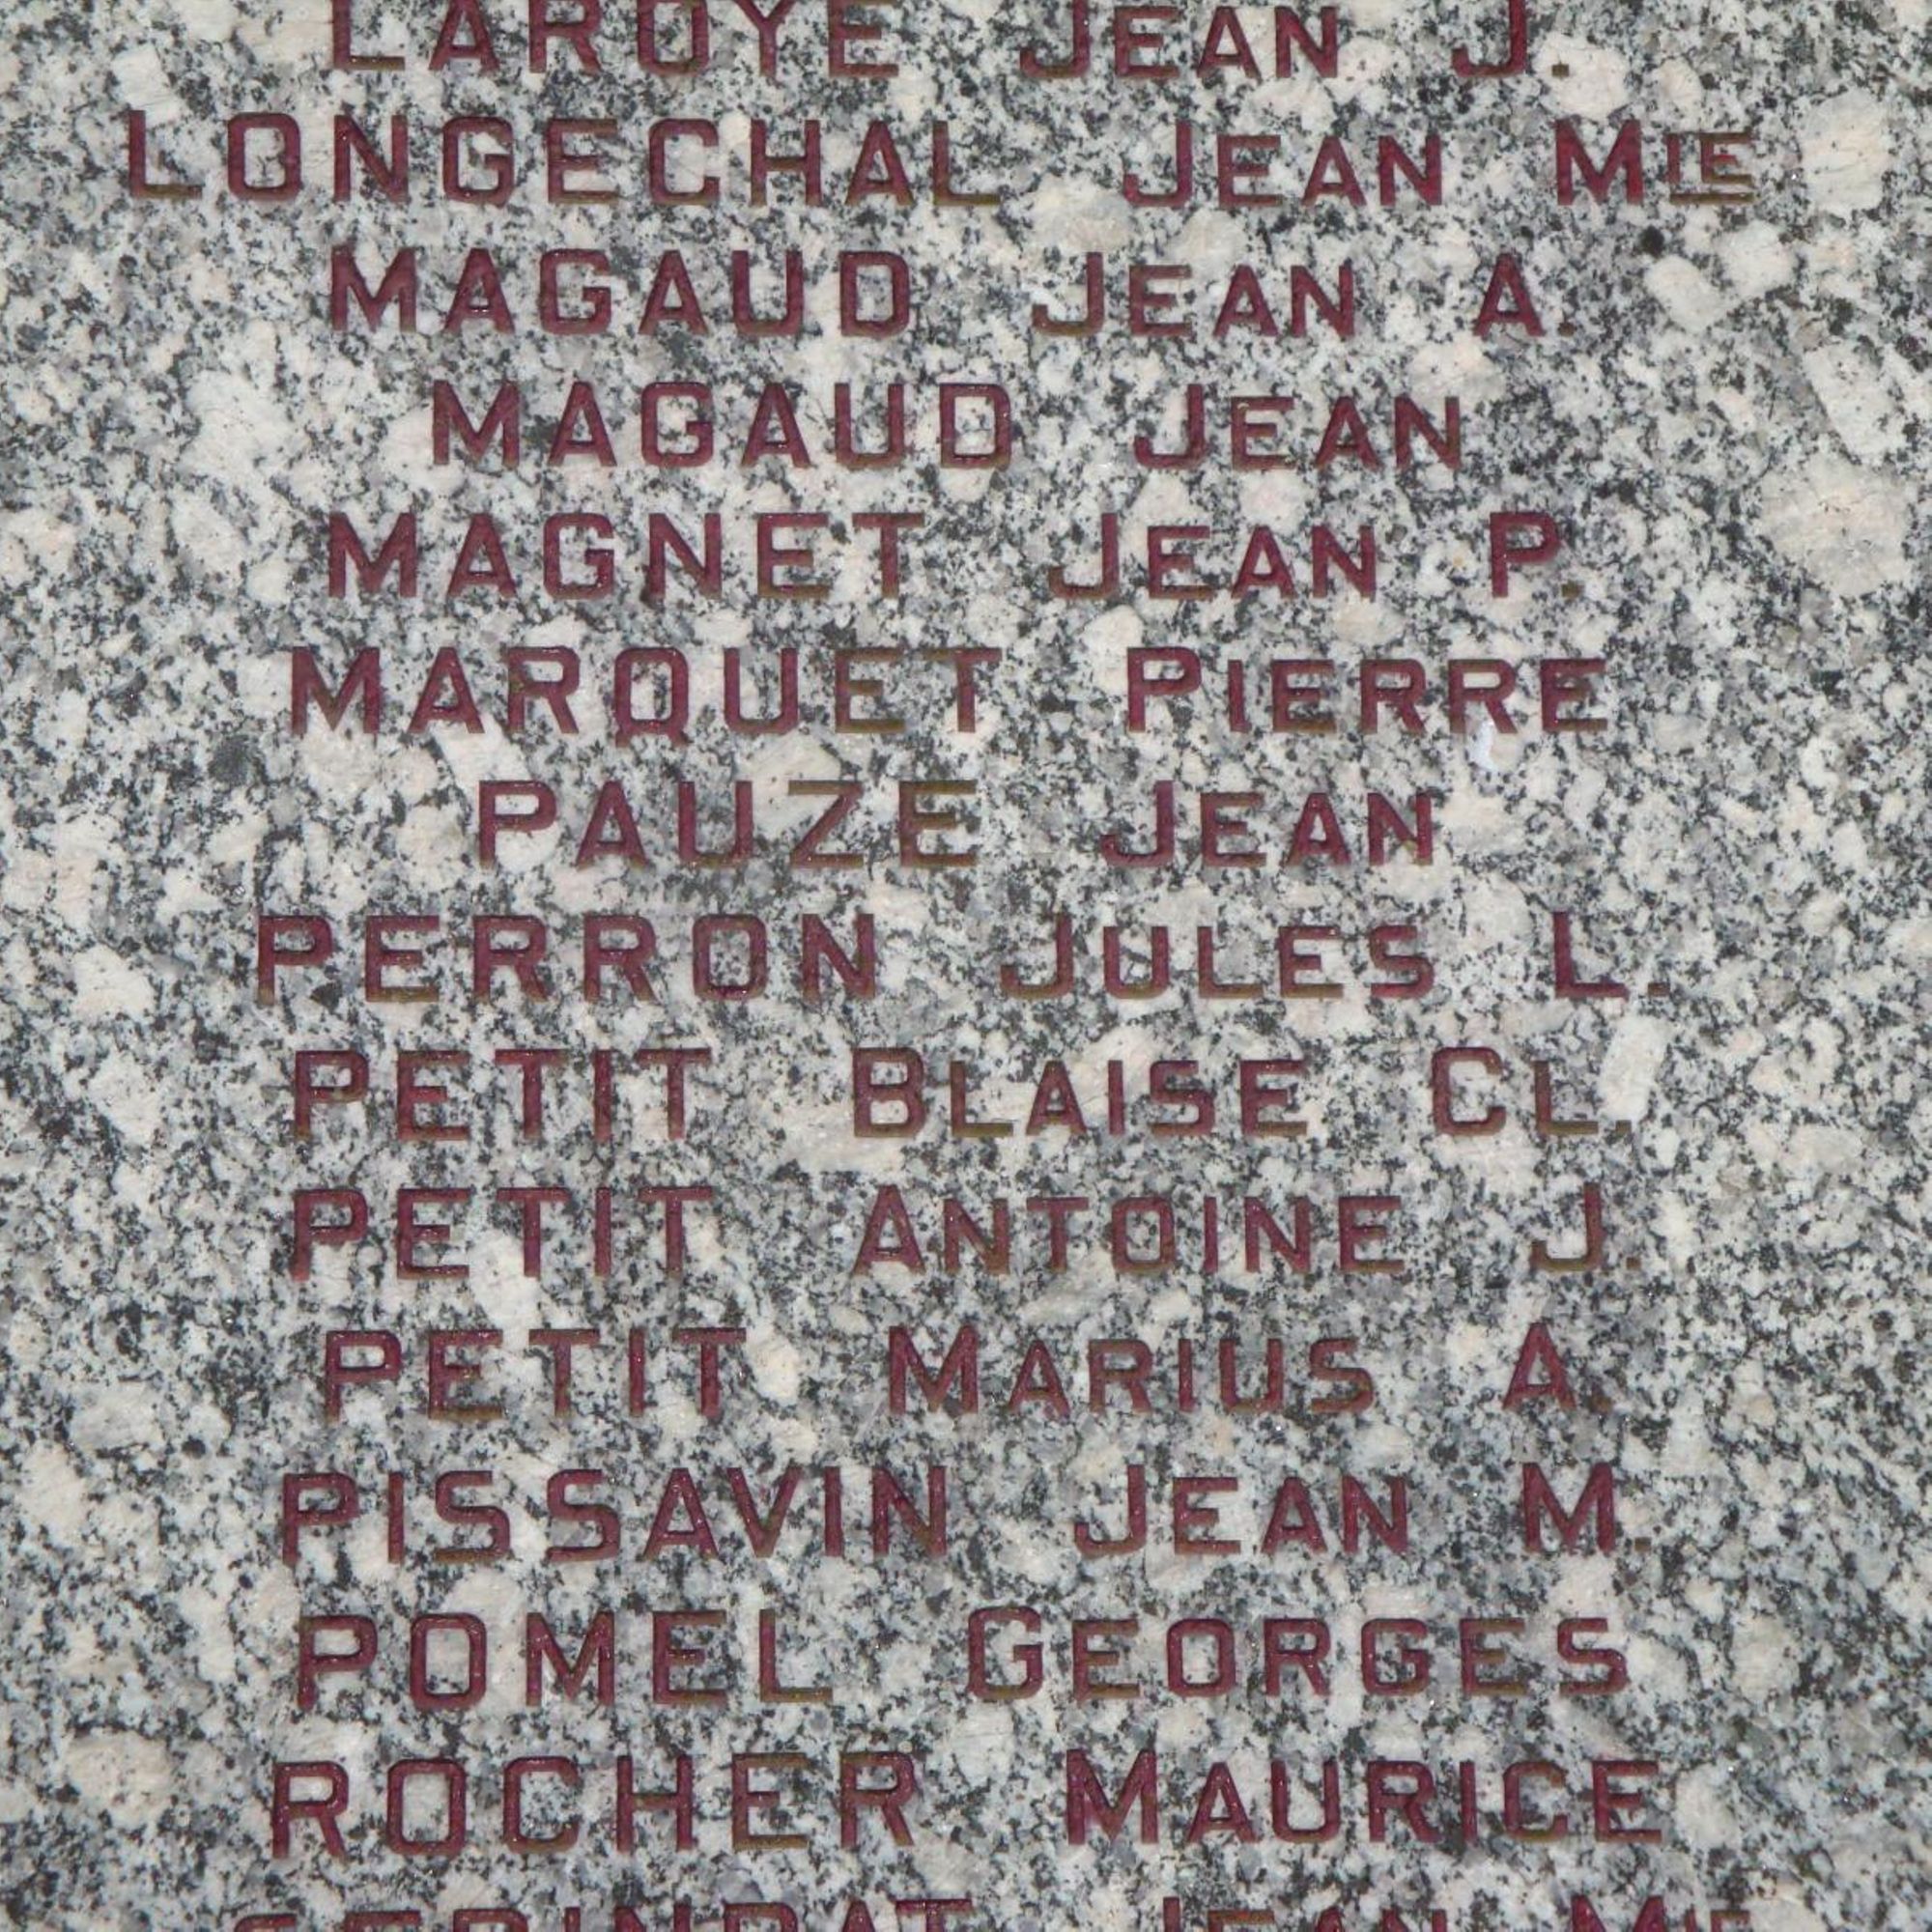 LAROYE JEAN J.
LONGECHAL JEAN MIE
MAGAUD JEAN A.
MAGAUD JEAN
MAGNET JEAN P.
MARQUET PIERRE
PAUZE JEAN
PERRON JULES L.
PETIT BLAISE CL.
PETIT ANTOINE J.
PETIT MARIUS A.
PISSAVIN JEAN M.
POMEL GEORGES
ROCHER MAURICE
JEAN